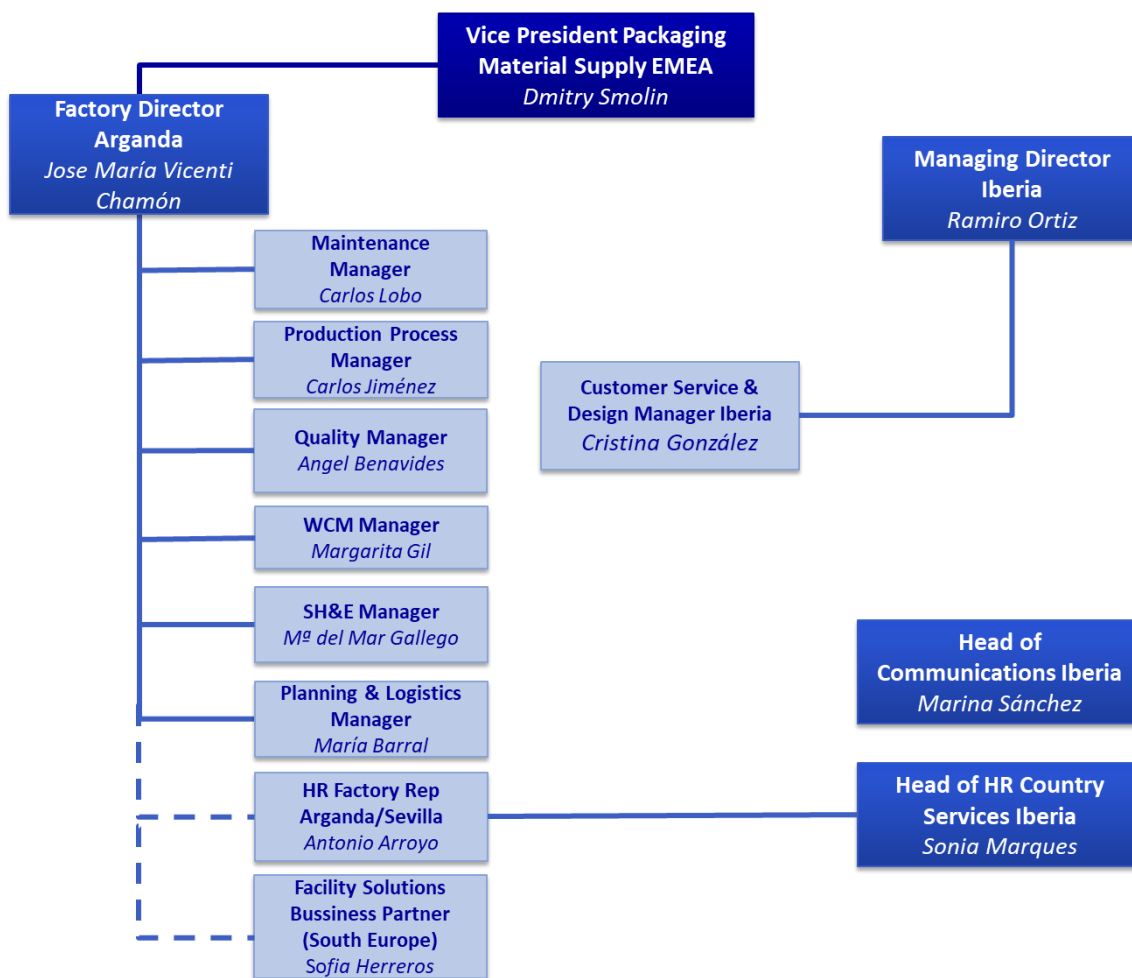 Vice President Packaging
Material Supply EMEA
Dmitry Smolin
Factory Director
Arganda
Jose María Vicenti
Chamón
Managing Director
Iberia
Ramiro Ortiz
Maintenance
Manager
Carlos Lobo
Production Process
Manager
Carlos Jiménez
Customer Service &
Design Manager Iberia
Cristina González
Quality Manager
Angel Benavides
WCM Manager
Margarita Gil
SH&E Manager
Mª del Mar Gallego
Head of
Communications Iberia
Marina Sánchez
Planning & Logistics
Manager
María Barral
HR Factory Rep
Arganda/Sevilla
Antonio Arroyo
Head of HR Country
Services Iberia
Sonia Marques
Facility Solutions
Bussiness Partner
(South Europe)
Sofia Herreros